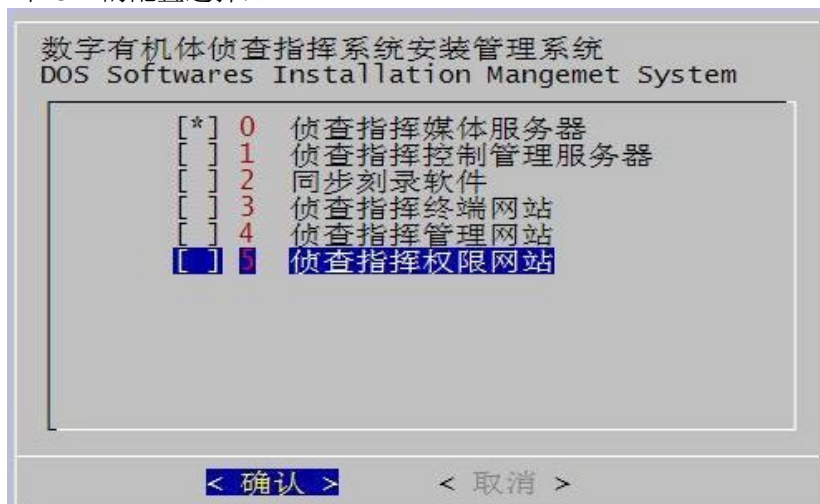 数字有机体侦查指挥系统安装管理系统
DOS Softwares Installation Mangemet System
[*] 0 侦查指挥媒体服务器
[ ] 1 侦查指挥控制管理服务器
[ ] 2 同步刻录软件
[ ] 3 侦查指挥终端网站
[ ] 4 侦查指挥管理网站
[ ] 5 侦查指挥权限网站
< 确认 > < 取消 >